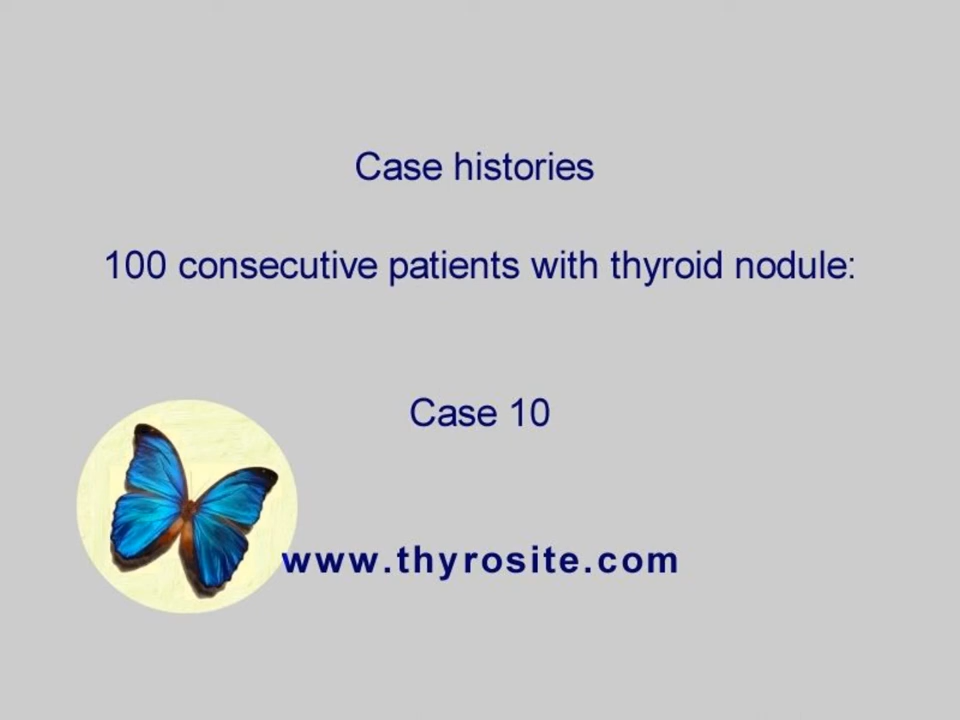 Case histories
100 consecutive patients with thyroid nodule:
Case 10
www.thyrosite.com